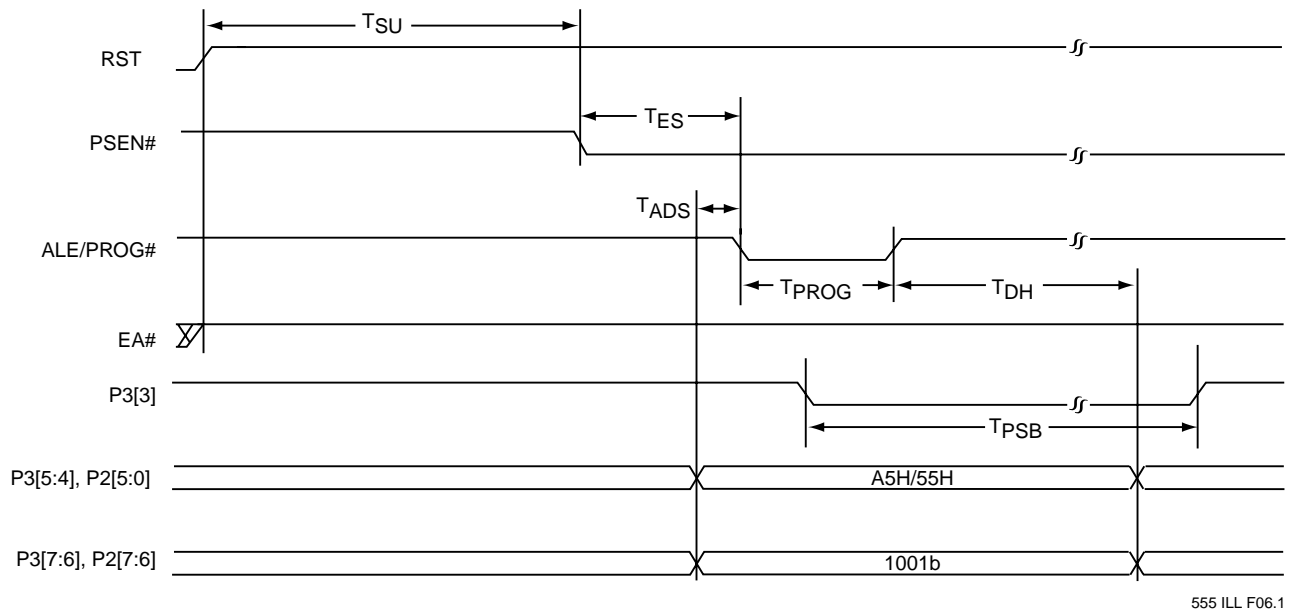 TSU
RST
TES
PSEN#
TADS
ALE/PROG#
TPROG
TDH
EA#
P3[3]
TPSB
P3[5:4], P2[5:0]
A5H/55H
P3[7:6], P2[7:6]
1001b
555 ILL F06.1